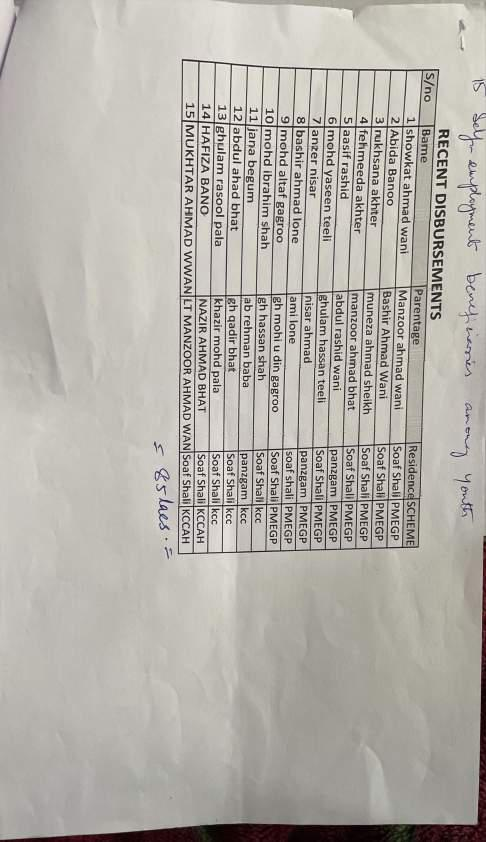 15 Self-employment beneficiaries among youth
RECENT DISBURSEMENTS
S/no Bame Parentage Residence SCHEME
1 showkat ahmad wani Manzoor ahmad wani Soaf Shali PMEGP
2 Abida Banoo Bashir Ahmad Wani Soaf Shali PMEGP
3 rukhsana akhter muneza ahmad sheikh Soaf Shali PMEGP
4 fehmeeda akhter manzoor ahmad bhat Soaf Shali PMEGP
5 aasif rashid abdul rashid wani panzgam PMEGP
6 mohd yaseen teeli ghulam hassan teeli Soaf Shali PMEGP
7 anzer nisar nisar ahmad panzgam PMEGP
8 bashir ahmad lone ami lone soaf shali PMEGP
9 mohd altaf gagroo gh mohi u din gagroo Soaf Shali PMEGP
10 mohd ibrahim shah gh hassan shah Soaf Shali kcc
11 jana begum ab rehman baba panzgam kcc
12 abdul ahad bhat gh qadir bhat Soaf Shali kcc
13 ghulam rasool pala khazir mohd pala Soaf Shali kcc
14 HAFIZA BANO NAZIR AHMAD BHAT Soaf Shali KCCAH
15 MUKHTAR AHMAD WWAN LT MANZOOR AHMAD WAN Soaf Shali KCCAH
= 85 lacs. =